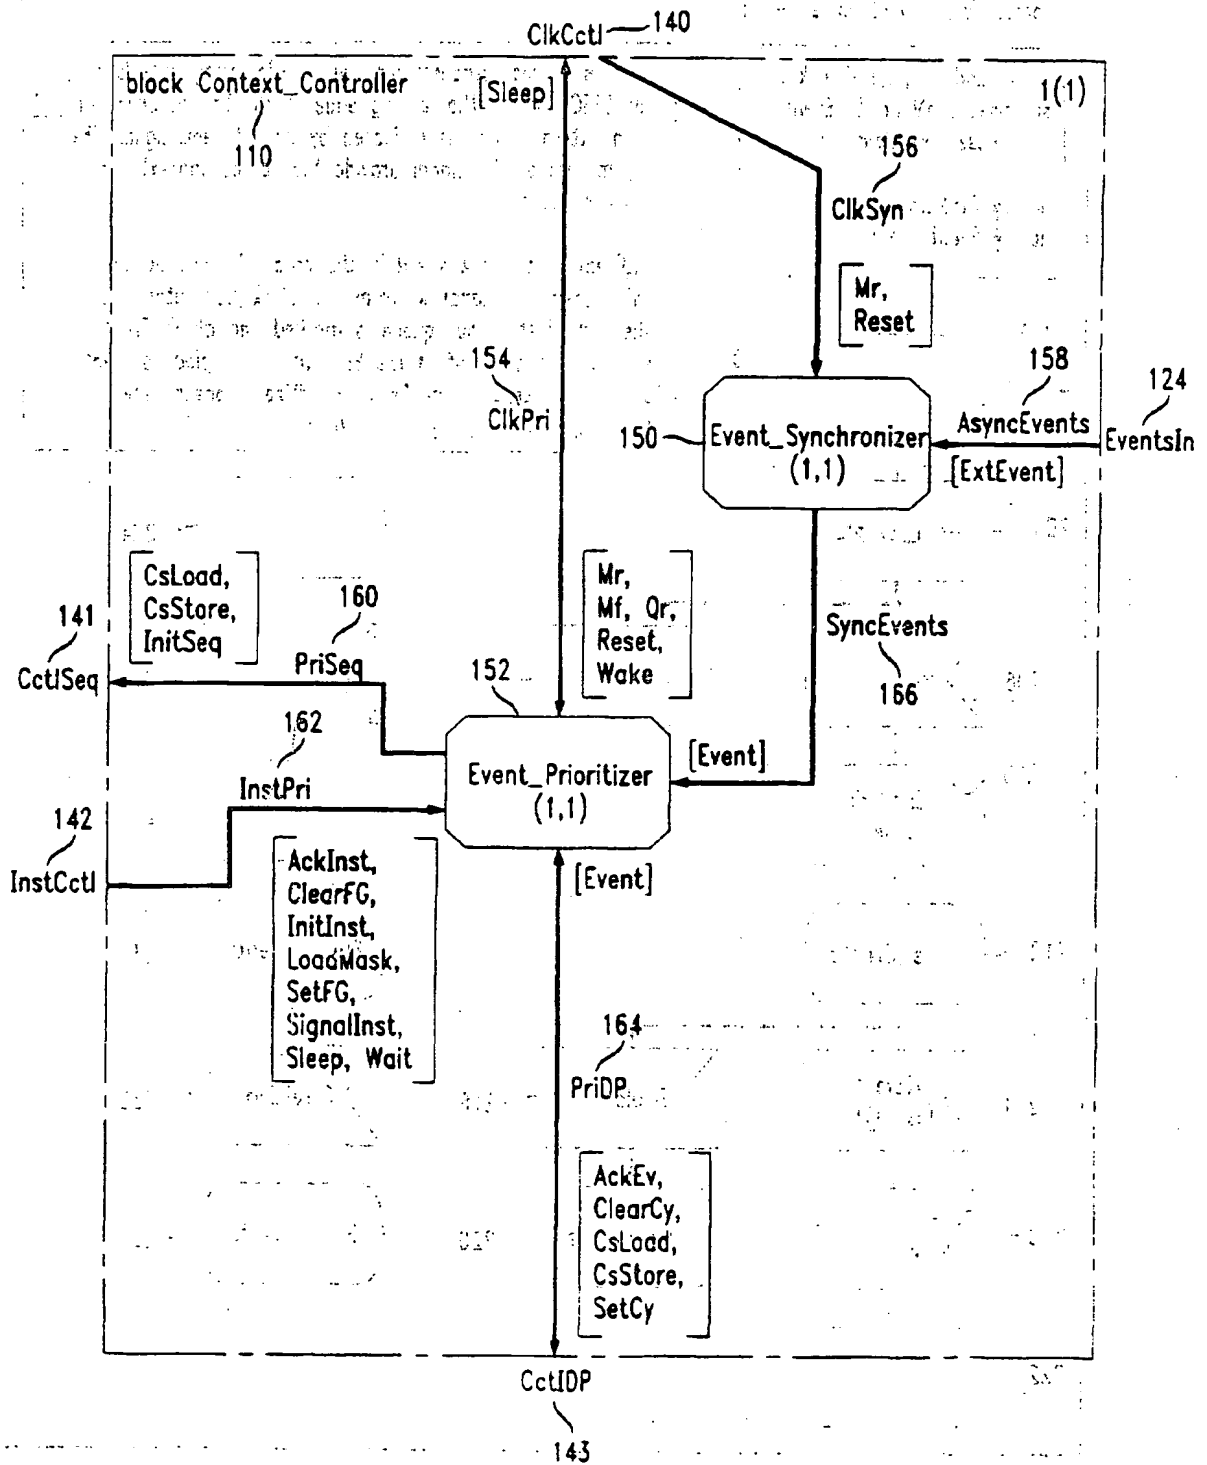 ClkCctl 140
block Context_Controller
110
[Sleep]
1(1)
156
ClkSyn
Mr,
Reset
154
ClkPri
158
124
150
Event_Synchronizer
(1,1)
AsyncEvents
EventsIn
[ExtEvent]
CsLoad,
CsStore,
InitSeq
141
CctlSeq
160
PriSeq
152
Mr,
Mf, Qr,
Reset,
Wake
SyncEvents
166
162
InstPri
Event_Prioritizer
(1,1)
[Event]
142
InstCctl
AckInst,
ClearFG,
InitInst,
LoadMask,
SetFG,
SignalInst,
Sleep, Wait
[Event]
164
PriDP
AckEv,
ClearCy,
CsLoad,
CsStore,
SetCy
CctlDP
143